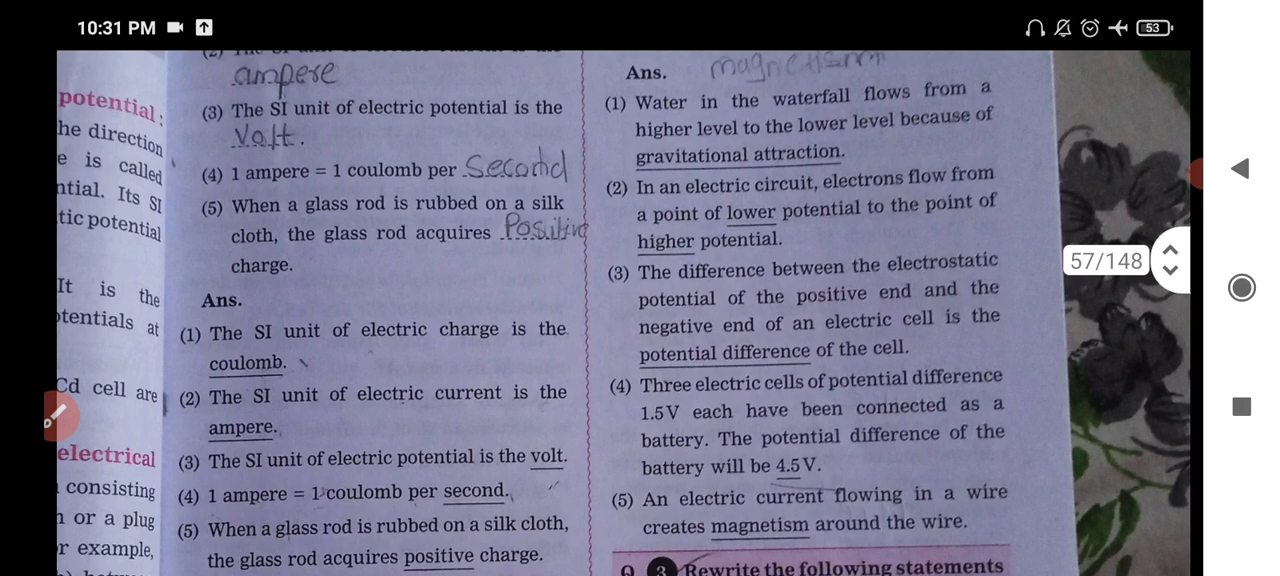 10:31 PM
53
57/148
potential:
he direction
e is called
ntial. Its SI
tic potential
It is the
otentials at
Cd cell are
electrical
consisting
n or a plug
r example,
ampere
(3) The SI unit of electric potential is the
Volt.
(4) 1 ampere = 1 coulomb per Second
(5) When a glass rod is rubbed on a silk
cloth, the glass rod acquires Positive
charge.
Ans.
(1) The SI unit of electric charge is the
coulomb.
(2) The SI unit of electric current is the
ampere.
(3) The SI unit of electric potential is the volt.
(4) 1 ampere = 1 coulomb per second.
(5) When a glass rod is rubbed on a silk cloth,
the glass rod acquires positive charge.
Ans. magnetism
(1) Water in the waterfall flows from a
higher level to the lower level because of
gravitational attraction.
(2) In an electric circuit, electrons flow from
a point of lower potential to the point of
higher potential.
(3) The difference between the electrostatic
potential of the positive end and the
negative end of an electric cell is the
potential difference of the cell.
(4) Three electric cells of potential difference
1.5 V each have been connected as a
battery. The potential difference of the
battery will be 4.5 V.
(5) An electric current flowing in a wire
creates magnetism around the wire.
Q. 3 Rewrite the following statements